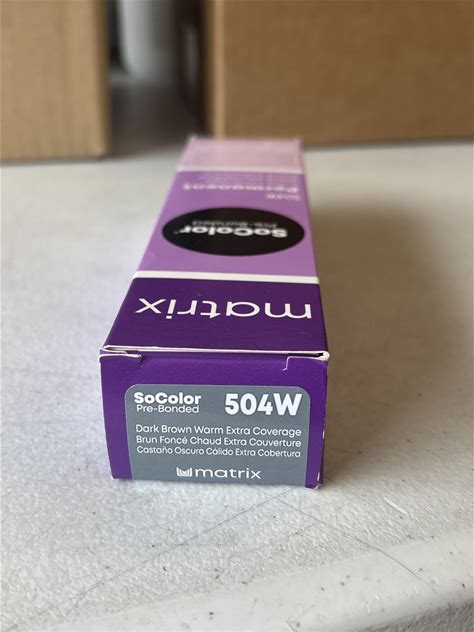 504W
Permanent
SoColor
Pre-Bonded
matrix
SoColor
Pre-Bonded
504W
Dark Brown Warm Extra Coverage
Brun Foncé Chaud Extra Couverture
Castaño Oscuro Cálido Extra Cobertura
matrix